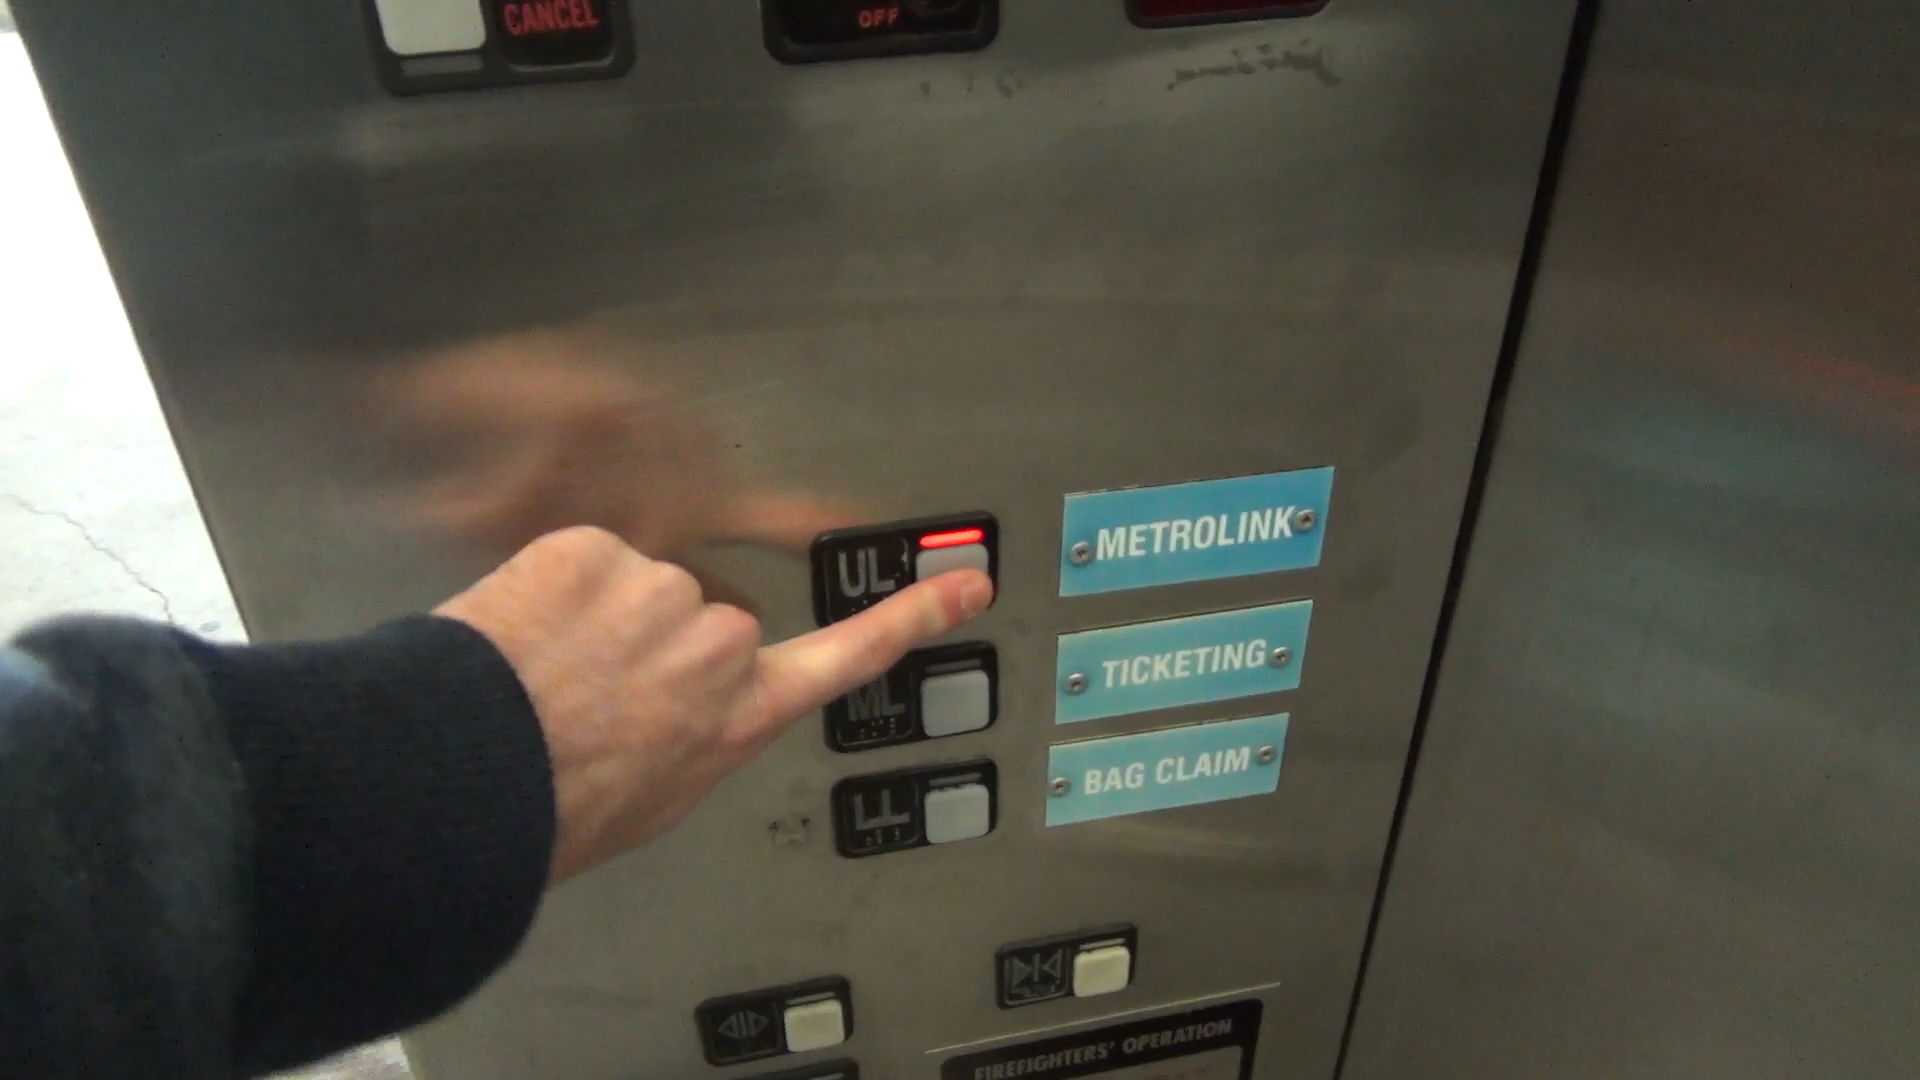 CANCEL
OFF
UL
METROLINK
ML
TICKETING
LL
BAG CLAIM
FIREFIGHTERS' OPERATION